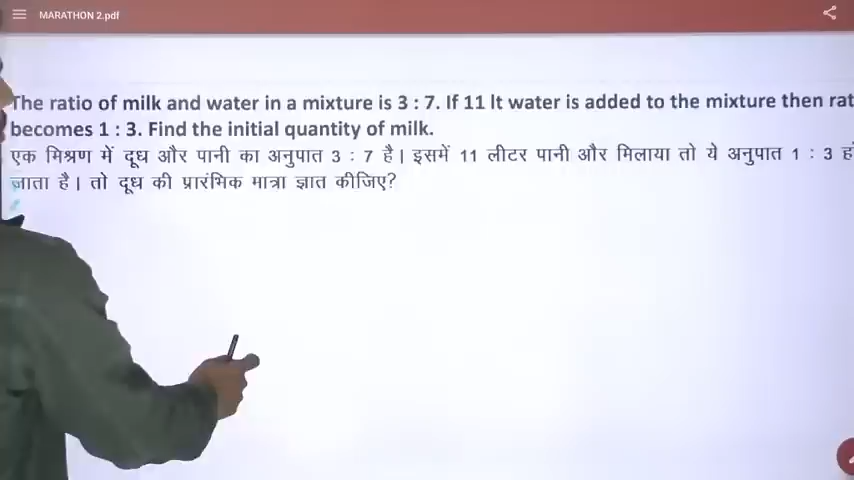 MARATHON 2.pdf
The ratio of milk and water in a mixture is 3 : 7. If 11 lt water is added to the mixture then
becomes 1 : 3. Find the initial quantity of milk.
एक मिश्रण में दूध और पानी का अनुपात 3 : 7 है। इसमें 11 लीटर पानी और मिलाया तो ये अनुपात 1 : 3
जाता है। तो दूध की प्रारंभिक मात्रा ज्ञात कीजिए?